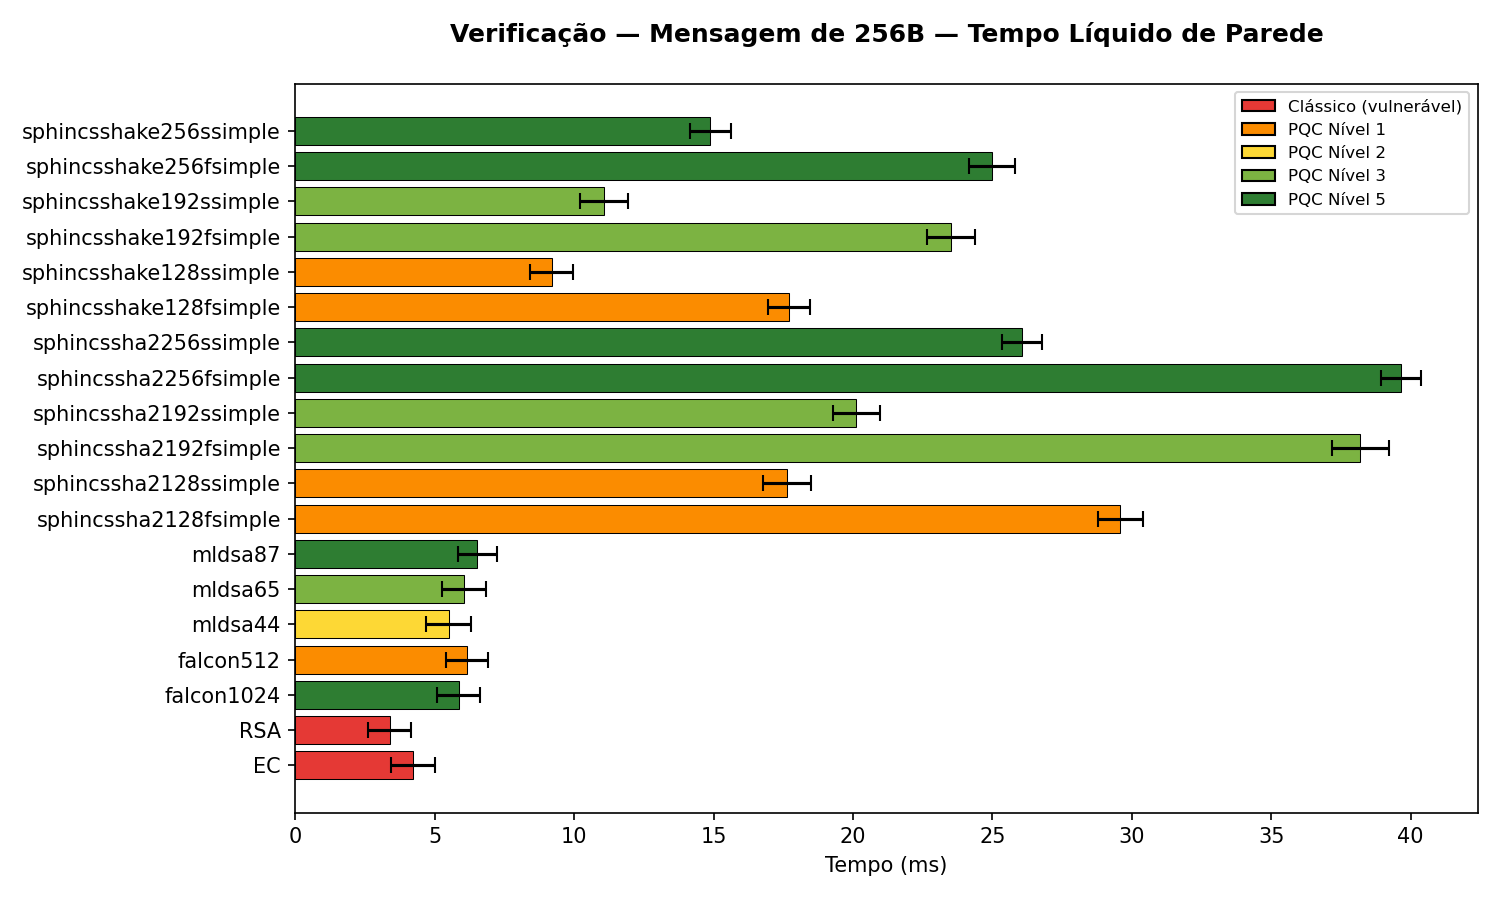 Verificação — Mensagem de 256B — Tempo Líquido de Parede
Clássico (vulnerável)
PQC Nível 1
PQC Nível 2
PQC Nível 3
PQC Nível 5
sphincsshake256ssimple
sphincsshake256fsimple
sphincsshake192ssimple
sphincsshake192fsimple
sphincsshake128ssimple
sphincsshake128fsimple
sphincssha2256ssimple
sphincssha2256fsimple
sphincssha2192ssimple
sphincssha2192fsimple
sphincssha2128ssimple
sphincssha2128fsimple
mldsa87
mldsa65
mldsa44
falcon512
falcon1024
RSA
EC
0 5 10 15 20 25 30 35 40
Tempo (ms)